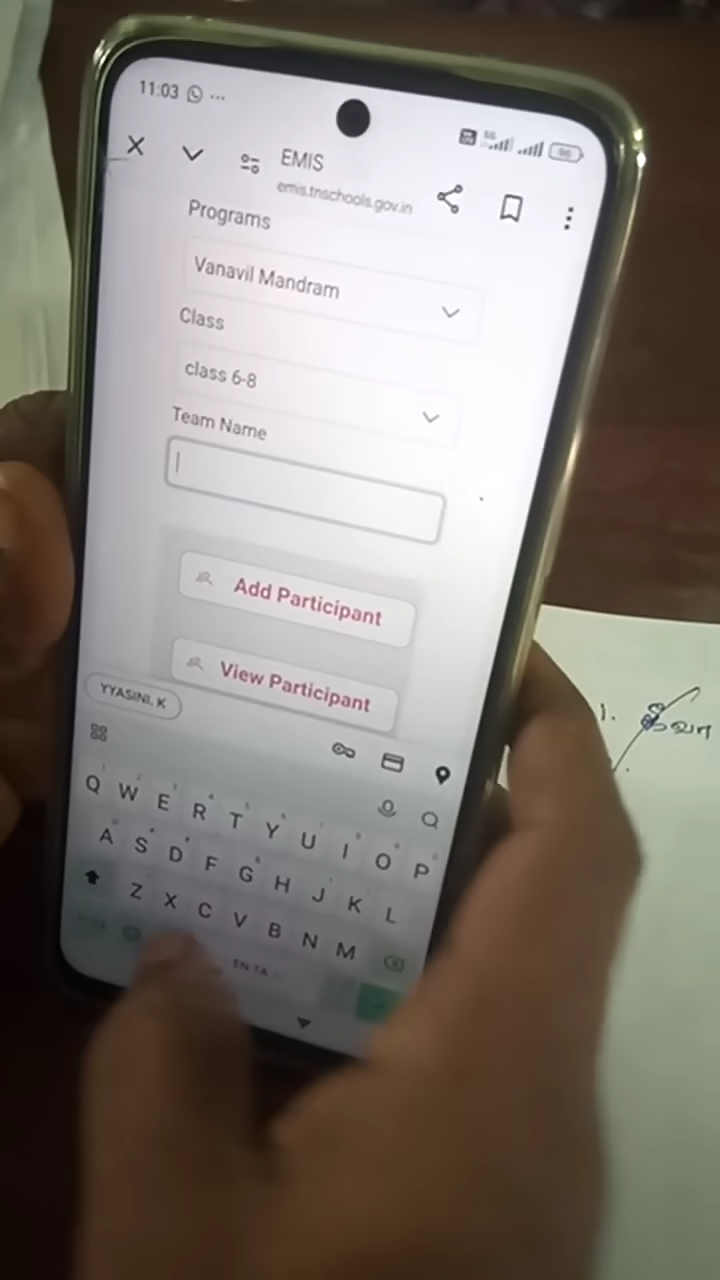 11:03
EMIS
emis.tnschools.gov.in
Programs
Vanavil Mandram
Class
class 6-8
Team Name
Add Participant
View Participant
YYASINI. K
Q W E R T Y U I O P
A S D F G H J K L
Z X C V B N M
EN TA
1.